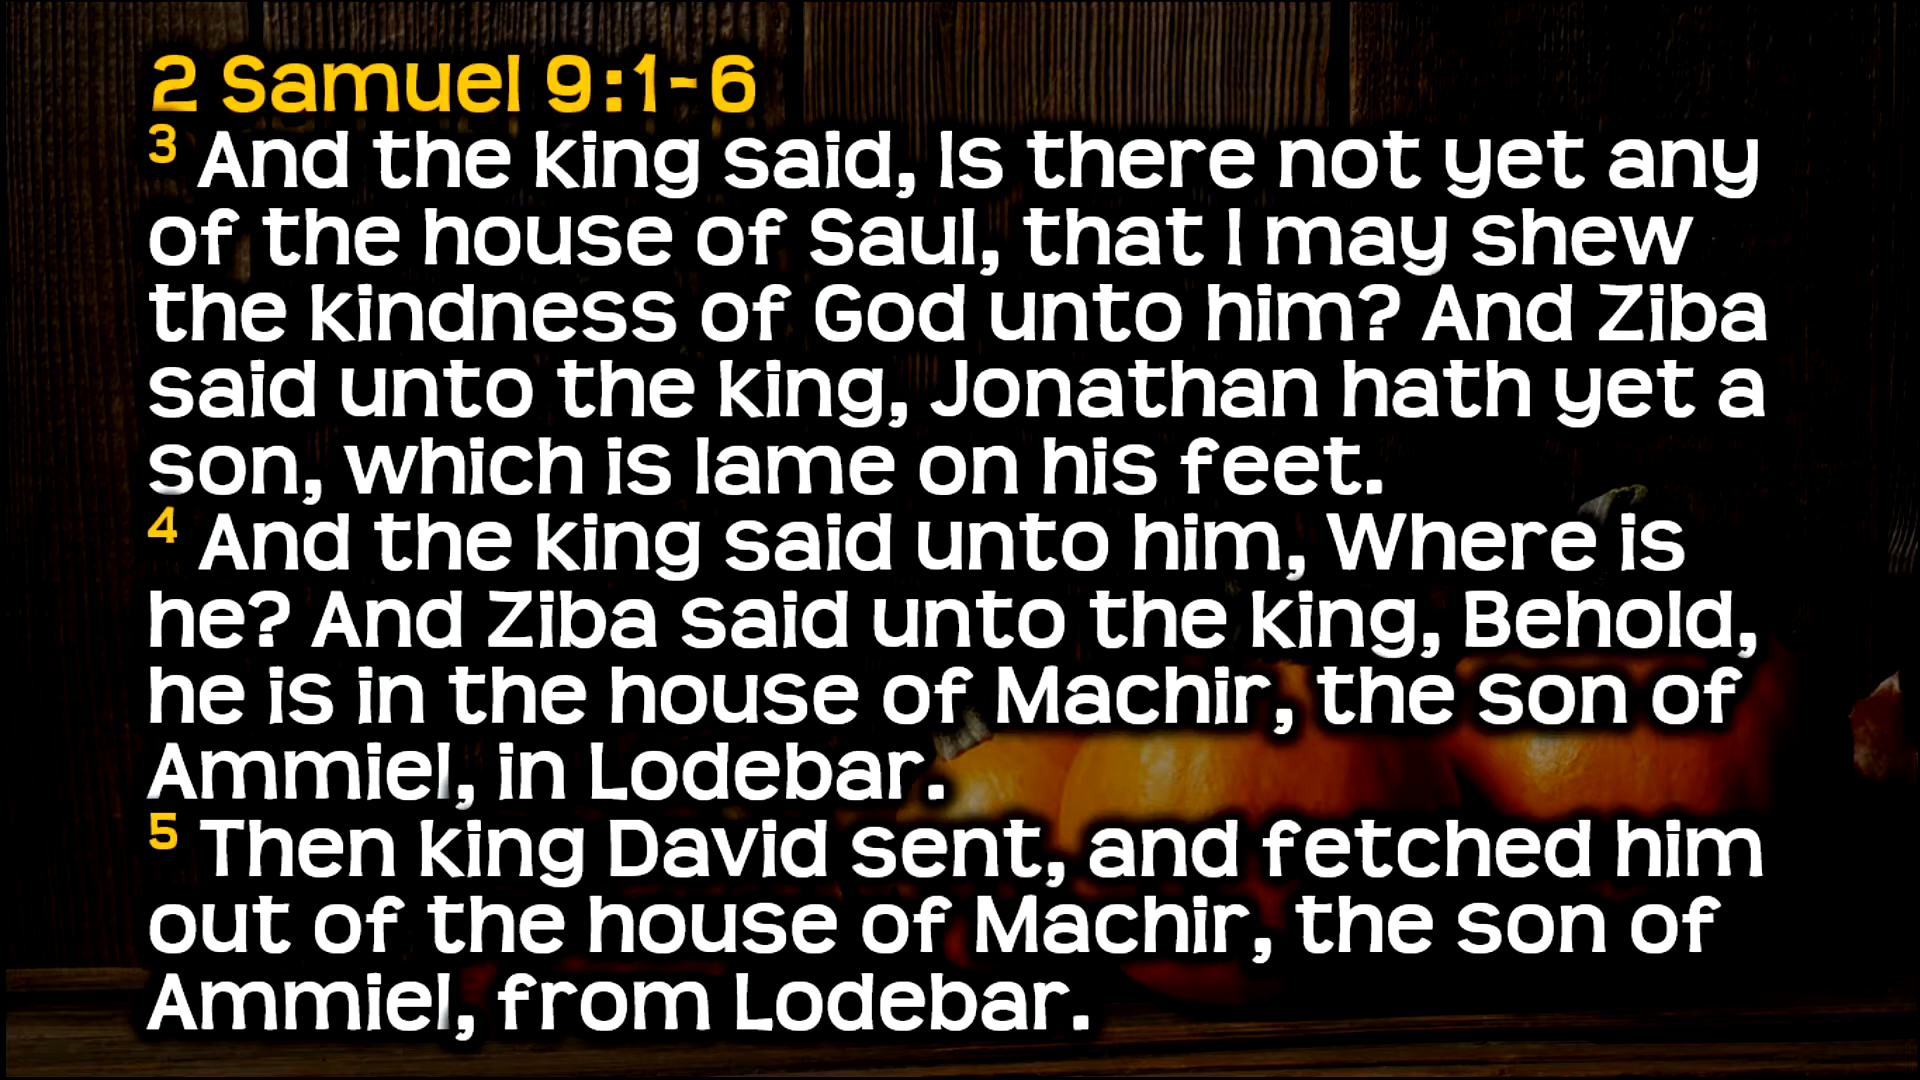 2 Samuel 9:1-6
3 And the king said, Is there not yet any
of the house of Saul, that I may shew
the kindness of God unto him? And Ziba
said unto the king, Jonathan hath yet a
son, which is lame on his feet.
4 And the king said unto him, Where is
he? And Ziba said unto the king, Behold,
he is in the house of Machir, the son of
Ammiel, in Lodebar.
5 Then king David sent, and fetched him
out of the house of Machir, the son of
Ammiel, from Lodebar.